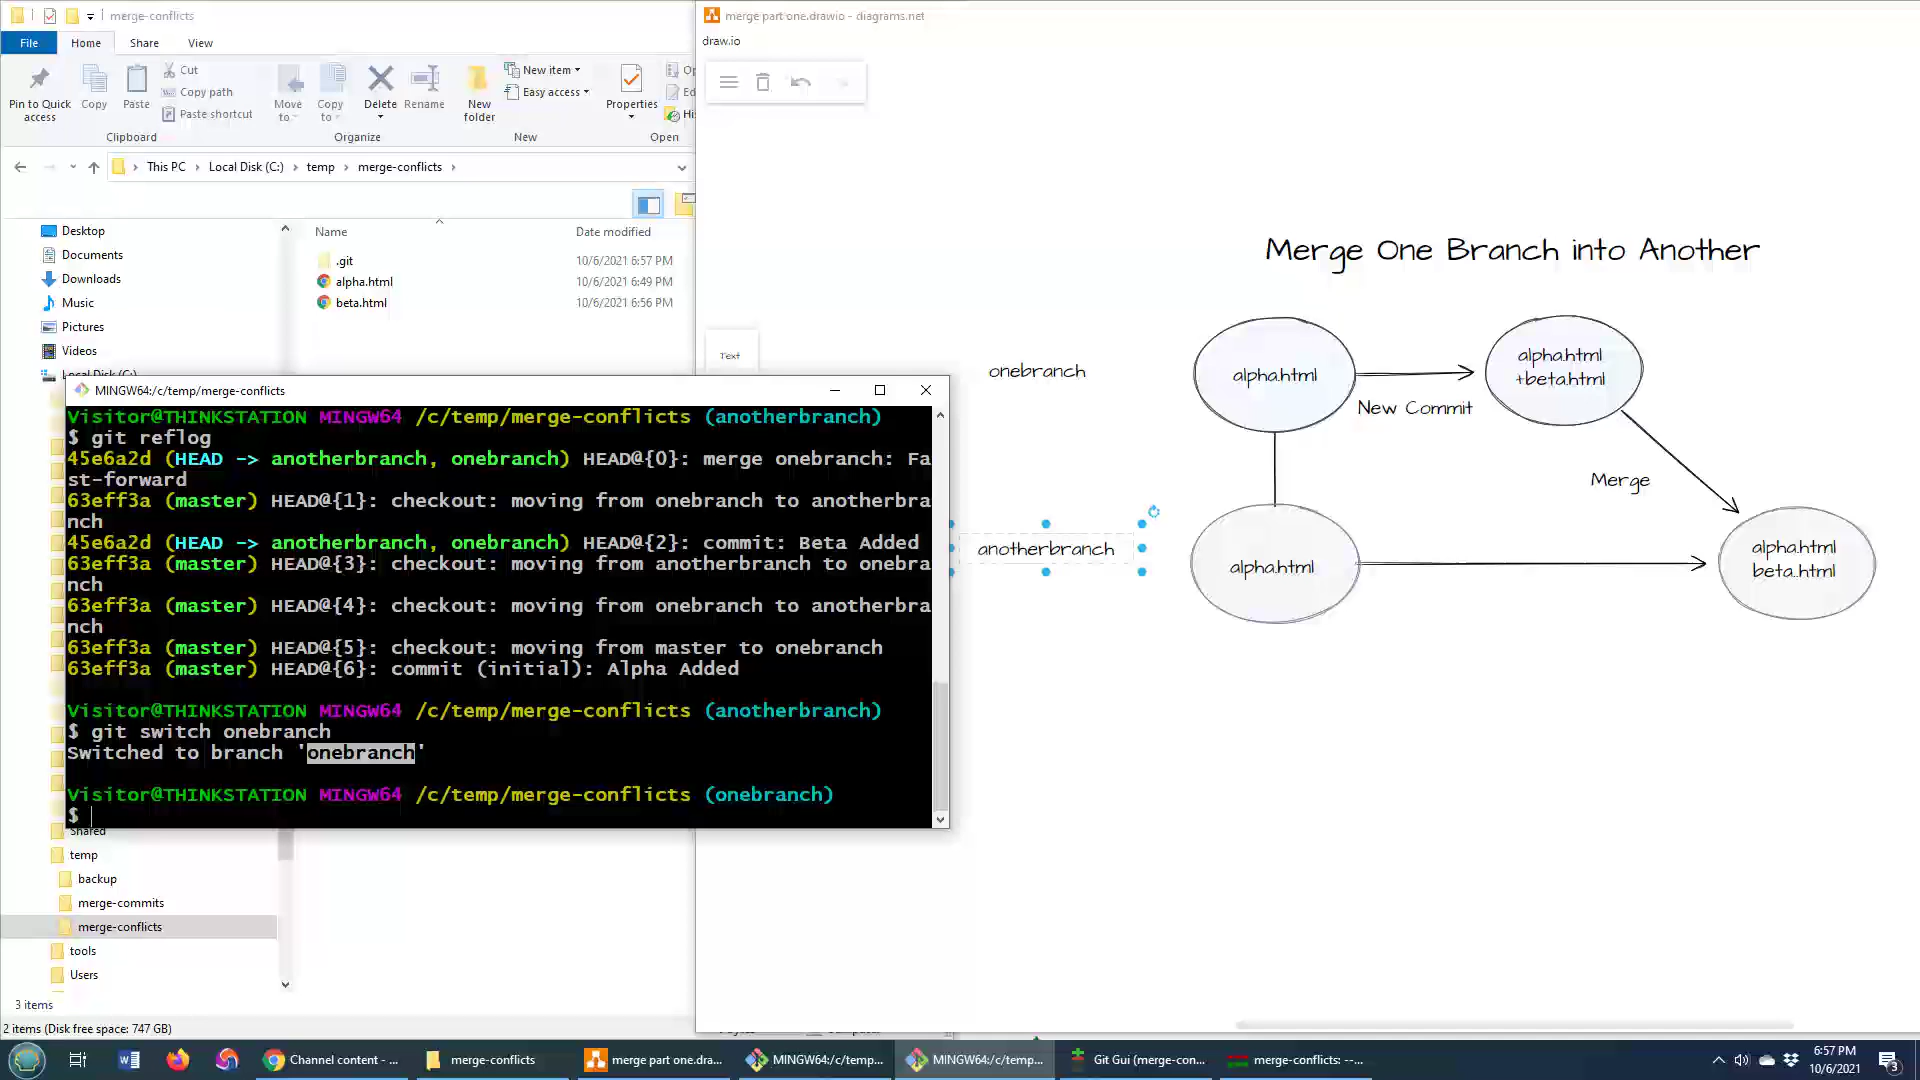 merge-conflicts
File
Home
Share
View
Pin to Quick access
Copy
Paste
Cut
Copy path
Paste shortcut
Clipboard
Move to
Copy to
Delete
Rename
Organize
New folder
New item
Easy access
New
Properties
Open
This PC
Local Disk (C:)
temp
merge-conflicts
Name
Date modified
.git
10/6/2021 6:57 PM
alpha.html
10/6/2021 6:49 PM
beta.html
10/6/2021 6:56 PM
Desktop
Documents
Downloads
Music
Pictures
Videos
Local Disk (C:)
MINGW64:/c/temp/merge-conflicts
Visitor@THINKSTATION MINGW64 /c/temp/merge-conflicts (anotherbranch)
$ git reflog
45e6a2d (HEAD -> anotherbranch, onebranch) HEAD@{0}: merge onebranch: Fa
st-forward
63eff3a (master) HEAD@{1}: checkout: moving from onebranch to anotherbra
nch
45e6a2d (HEAD -> anotherbranch, onebranch) HEAD@{2}: commit: Beta Added
63eff3a (master) HEAD@{3}: checkout: moving from anotherbranch to onebra
nch
63eff3a (master) HEAD@{4}: checkout: moving from onebranch to anotherbra
nch
63eff3a (master) HEAD@{5}: checkout: moving from master to onebranch
63eff3a (master) HEAD@{6}: commit (initial): Alpha Added
Visitor@THINKSTATION MINGW64 /c/temp/merge-conflicts (anotherbranch)
$ git switch onebranch
Switched to branch 'onebranch'
Visitor@THINKSTATION MINGW64 /c/temp/merge-conflicts (onebranch)
$
Shared
temp
backup
merge-commits
merge-conflicts
tools
Users
3 items
2 items (Disk free space: 747 GB)
merge part one.drawio - diagrams.net
draw.io
Text
Merge One Branch into Another
onebranch
alpha.html
New Commit
alpha.html
+beta.html
Merge
anotherbranch
alpha.html
alpha.html
beta..html
Channel content - ...
merge-conflicts
merge part one.dra...
MINGW64:/c/temp...
MINGW64:/c/temp...
Git Gui (merge-con...
merge-conflicts: --...
6:57 PM
10/6/2021
3